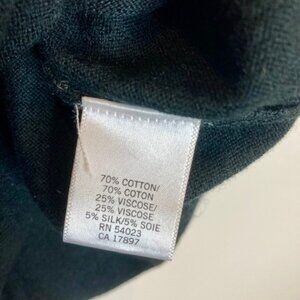 70% COTTON/
70% COTON
25% VISCOSE/
25% VISCOSE
5% SILK/5% SOIE
RN 54023
CA 17897